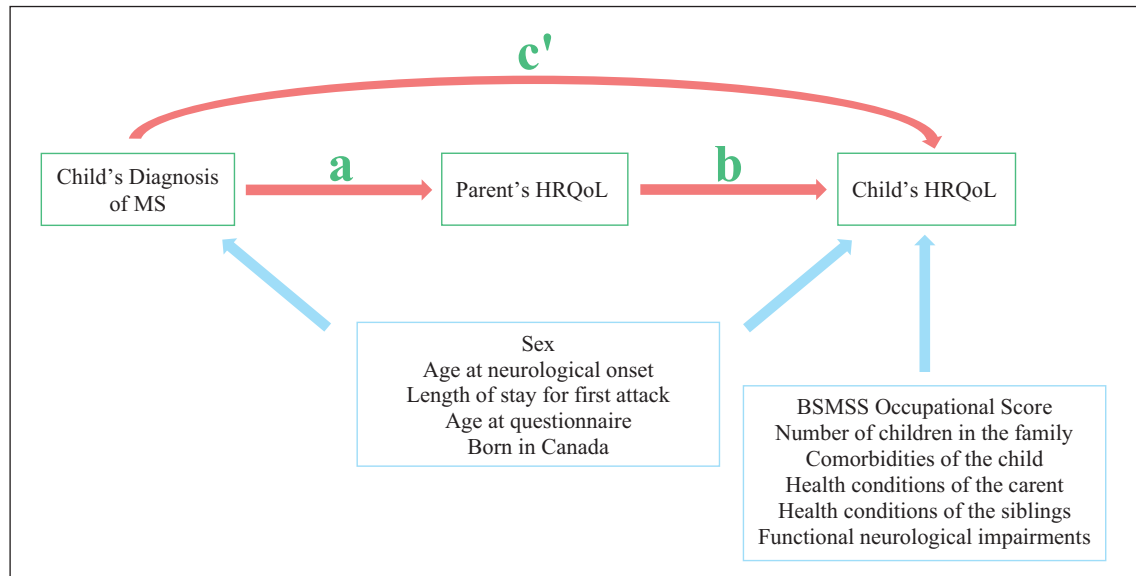 c'
a
b
Child's Diagnosis
of MS
Parent's HRQoL
Child's HRQoL
Sex
Age at neurological onset
Length of stay for first attack
Age at questionnaire
Born in Canada
BSMSS Occupational Score
Number of children in the family
Comorbidities of the child
Health conditions of the carent
Health conditions of the siblings
Functional neurological impairments